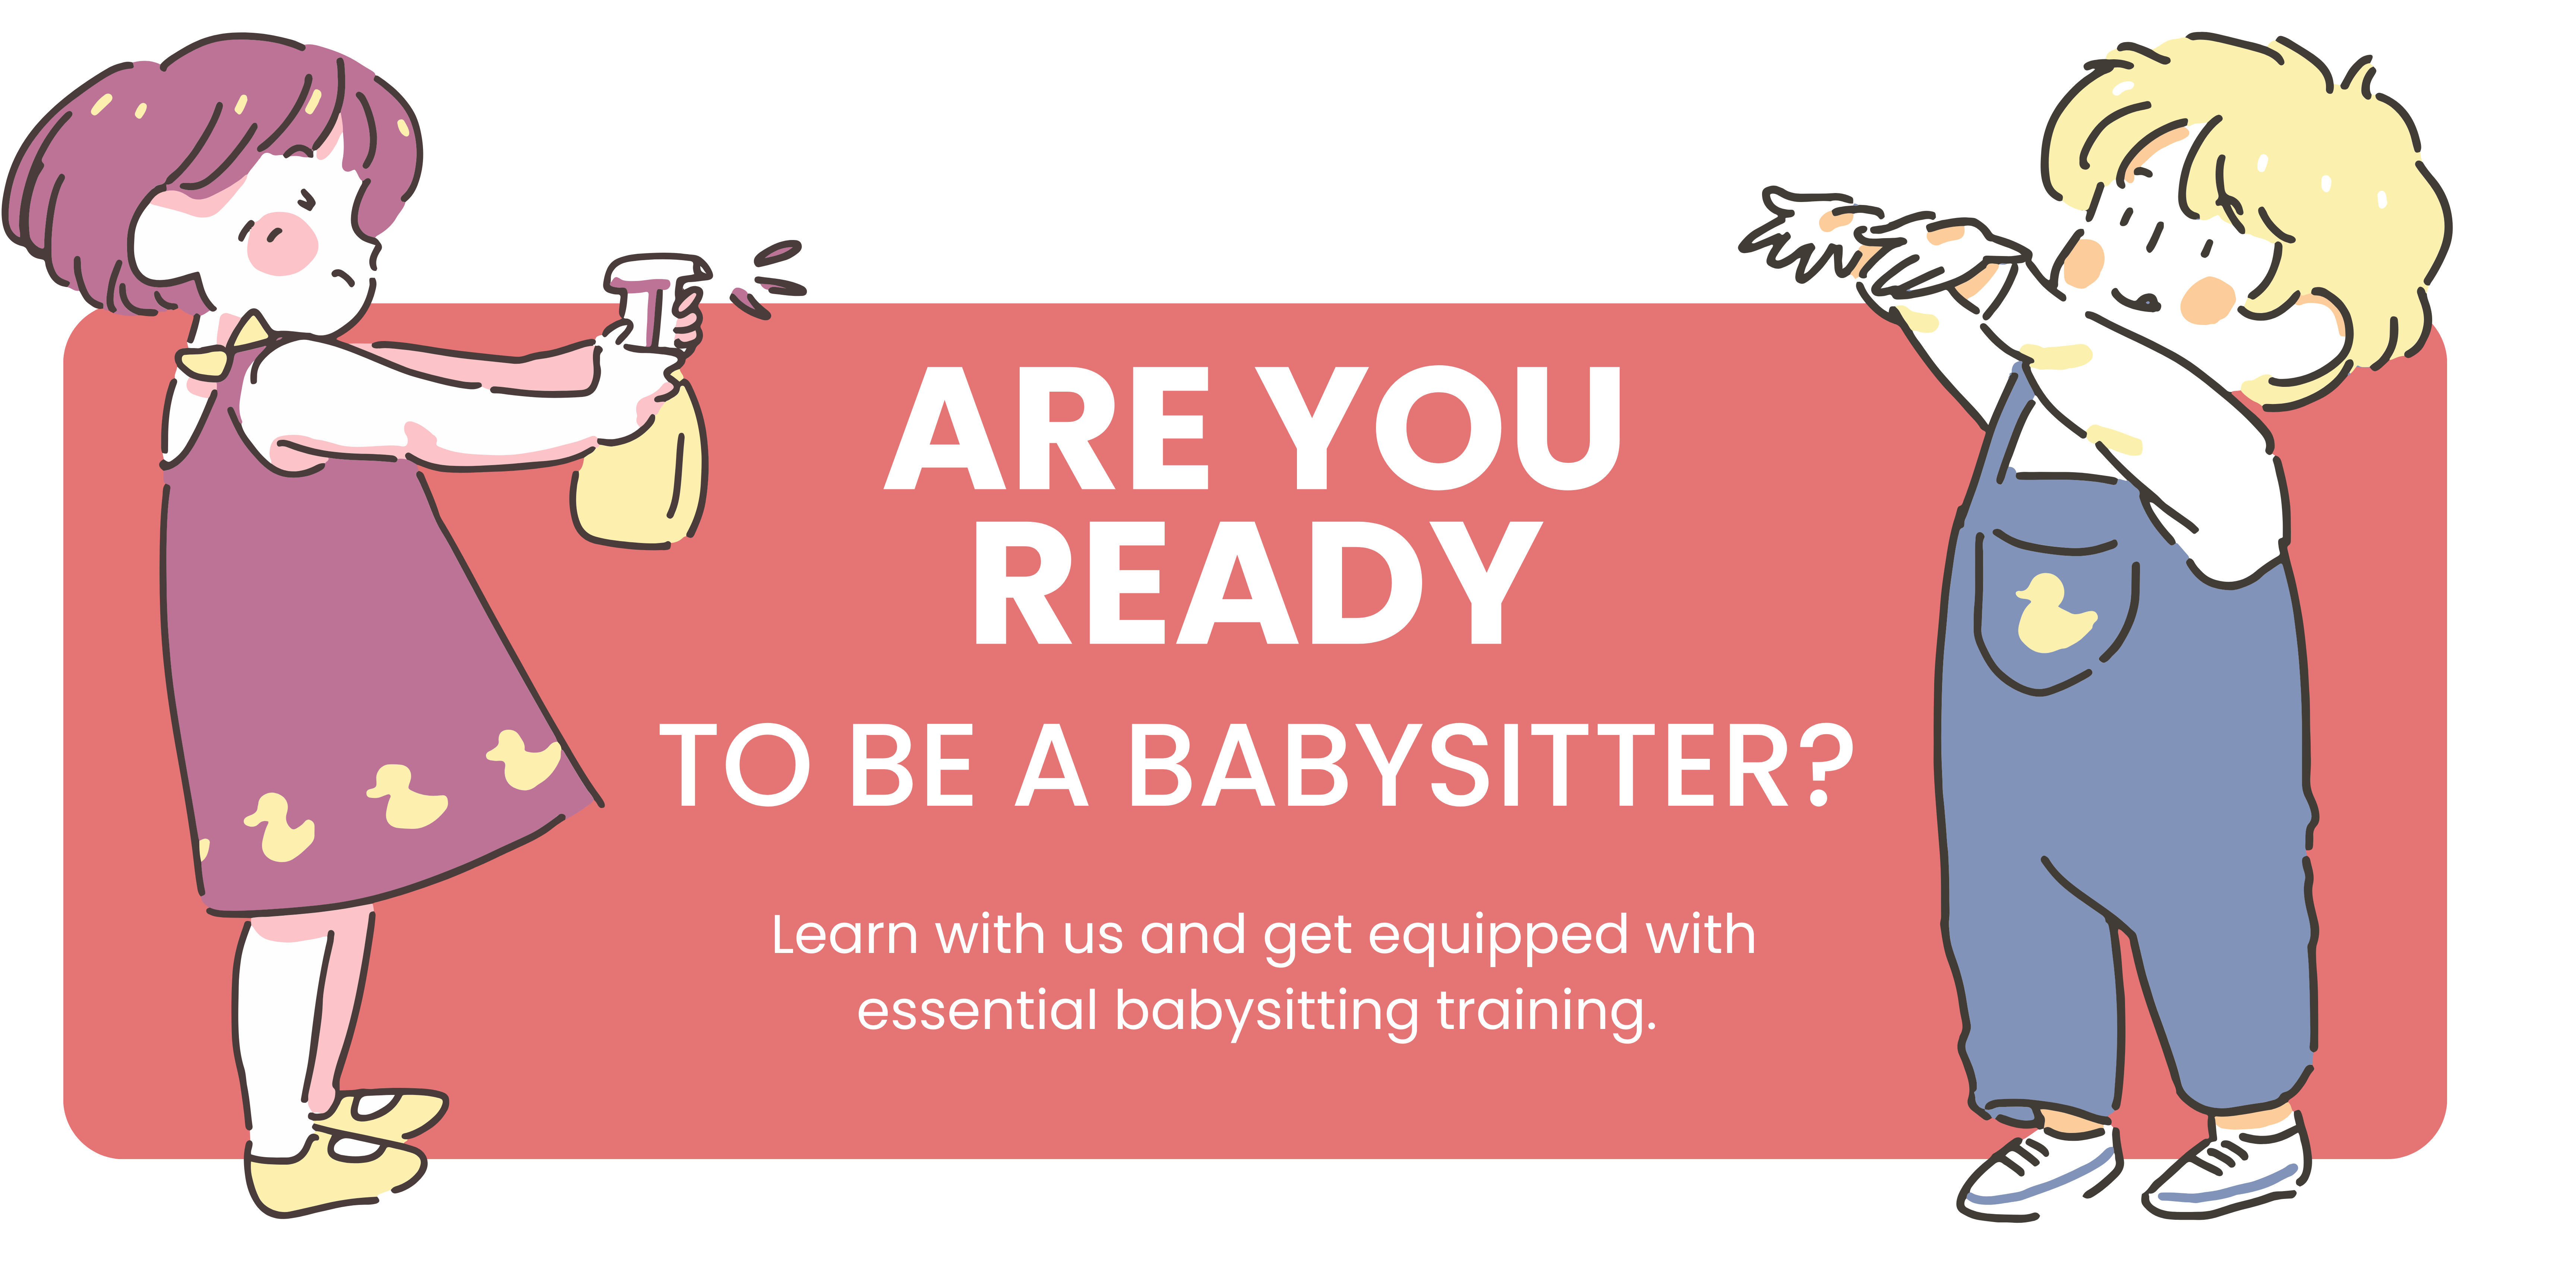 ARE YOU
READY
TO BE A BABYSITTER?
Learn with us and get equipped with
essential babysitting training.